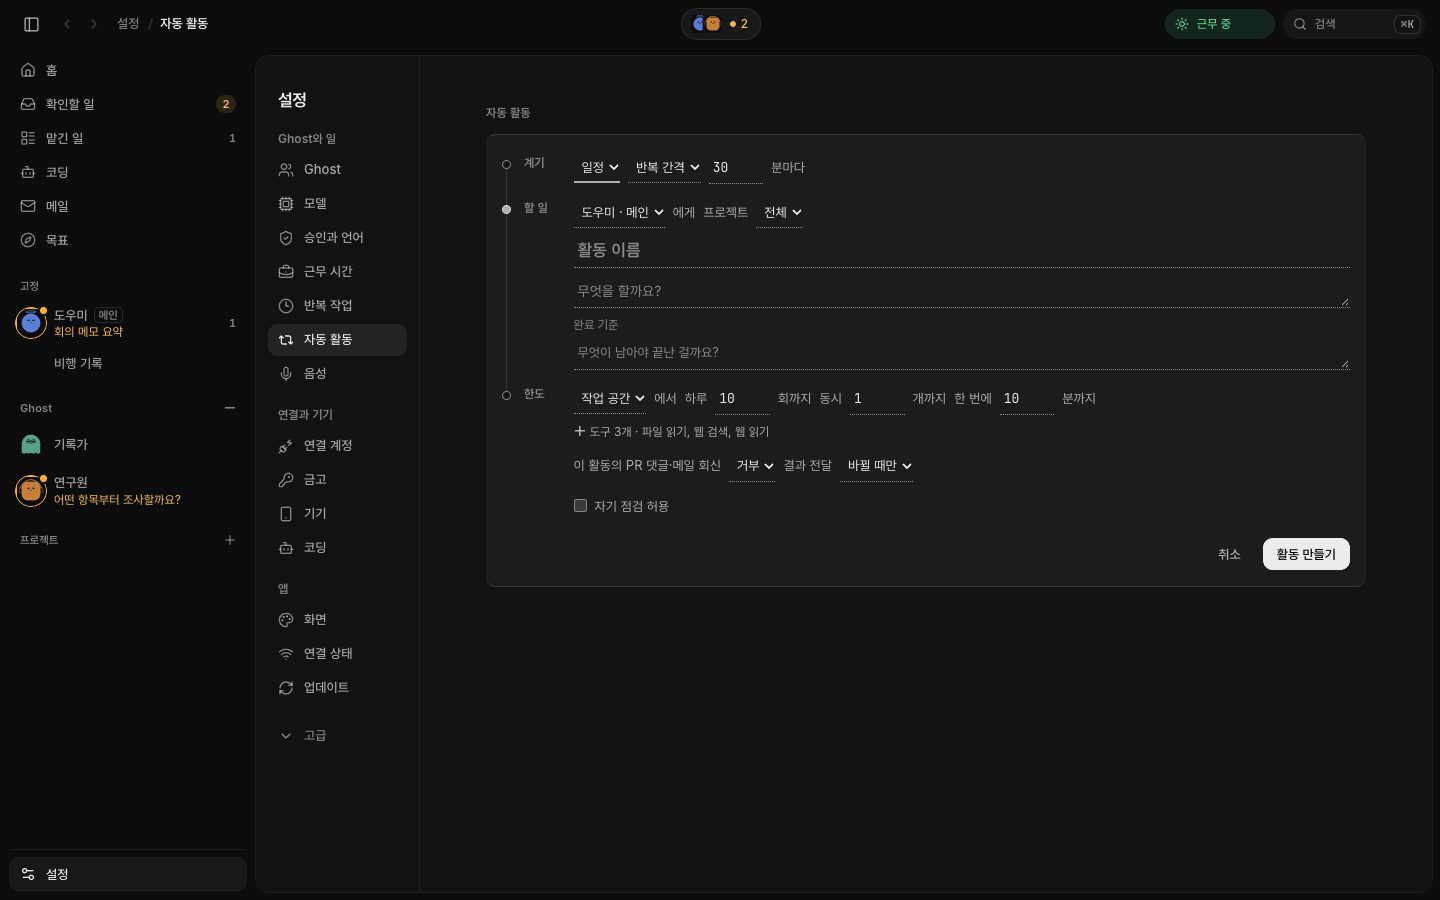 설정 / 자동 활동
2
근무 중
검색
⌘K
홈
확인할 일 2
맡긴 일 1
코딩
메일
목표
고정
도우미 메인
회의 메모 요약
1
비행 기록
Ghost
기록가
연구원
어떤 항목부터 조사할까요?
프로젝트
설정
설정
Ghost와 일
Ghost
모델
승인과 언어
근무 시간
반복 작업
자동 활동
음성
연결과 기기
연결 계정
금고
기기
코딩
앱
화면
연결 상태
업데이트
고급
자동 활동
계기 일정 반복 간격 30 분마다
할 일 도우미 · 메인 에게 프로젝트 전체
활동 이름
무엇을 할까요?
완료 기준
무엇이 남아야 끝난 걸까요?
한도 작업 공간 에서 하루 10 회까지 동시 1 개까지 한 번에 10 분까지
+ 도구 3개 · 파일 읽기, 웹 검색, 웹 읽기
이 활동의 PR 댓글·메일 회신 거부 결과 전달 바뀔 때만
자기 점검 허용
취소 활동 만들기